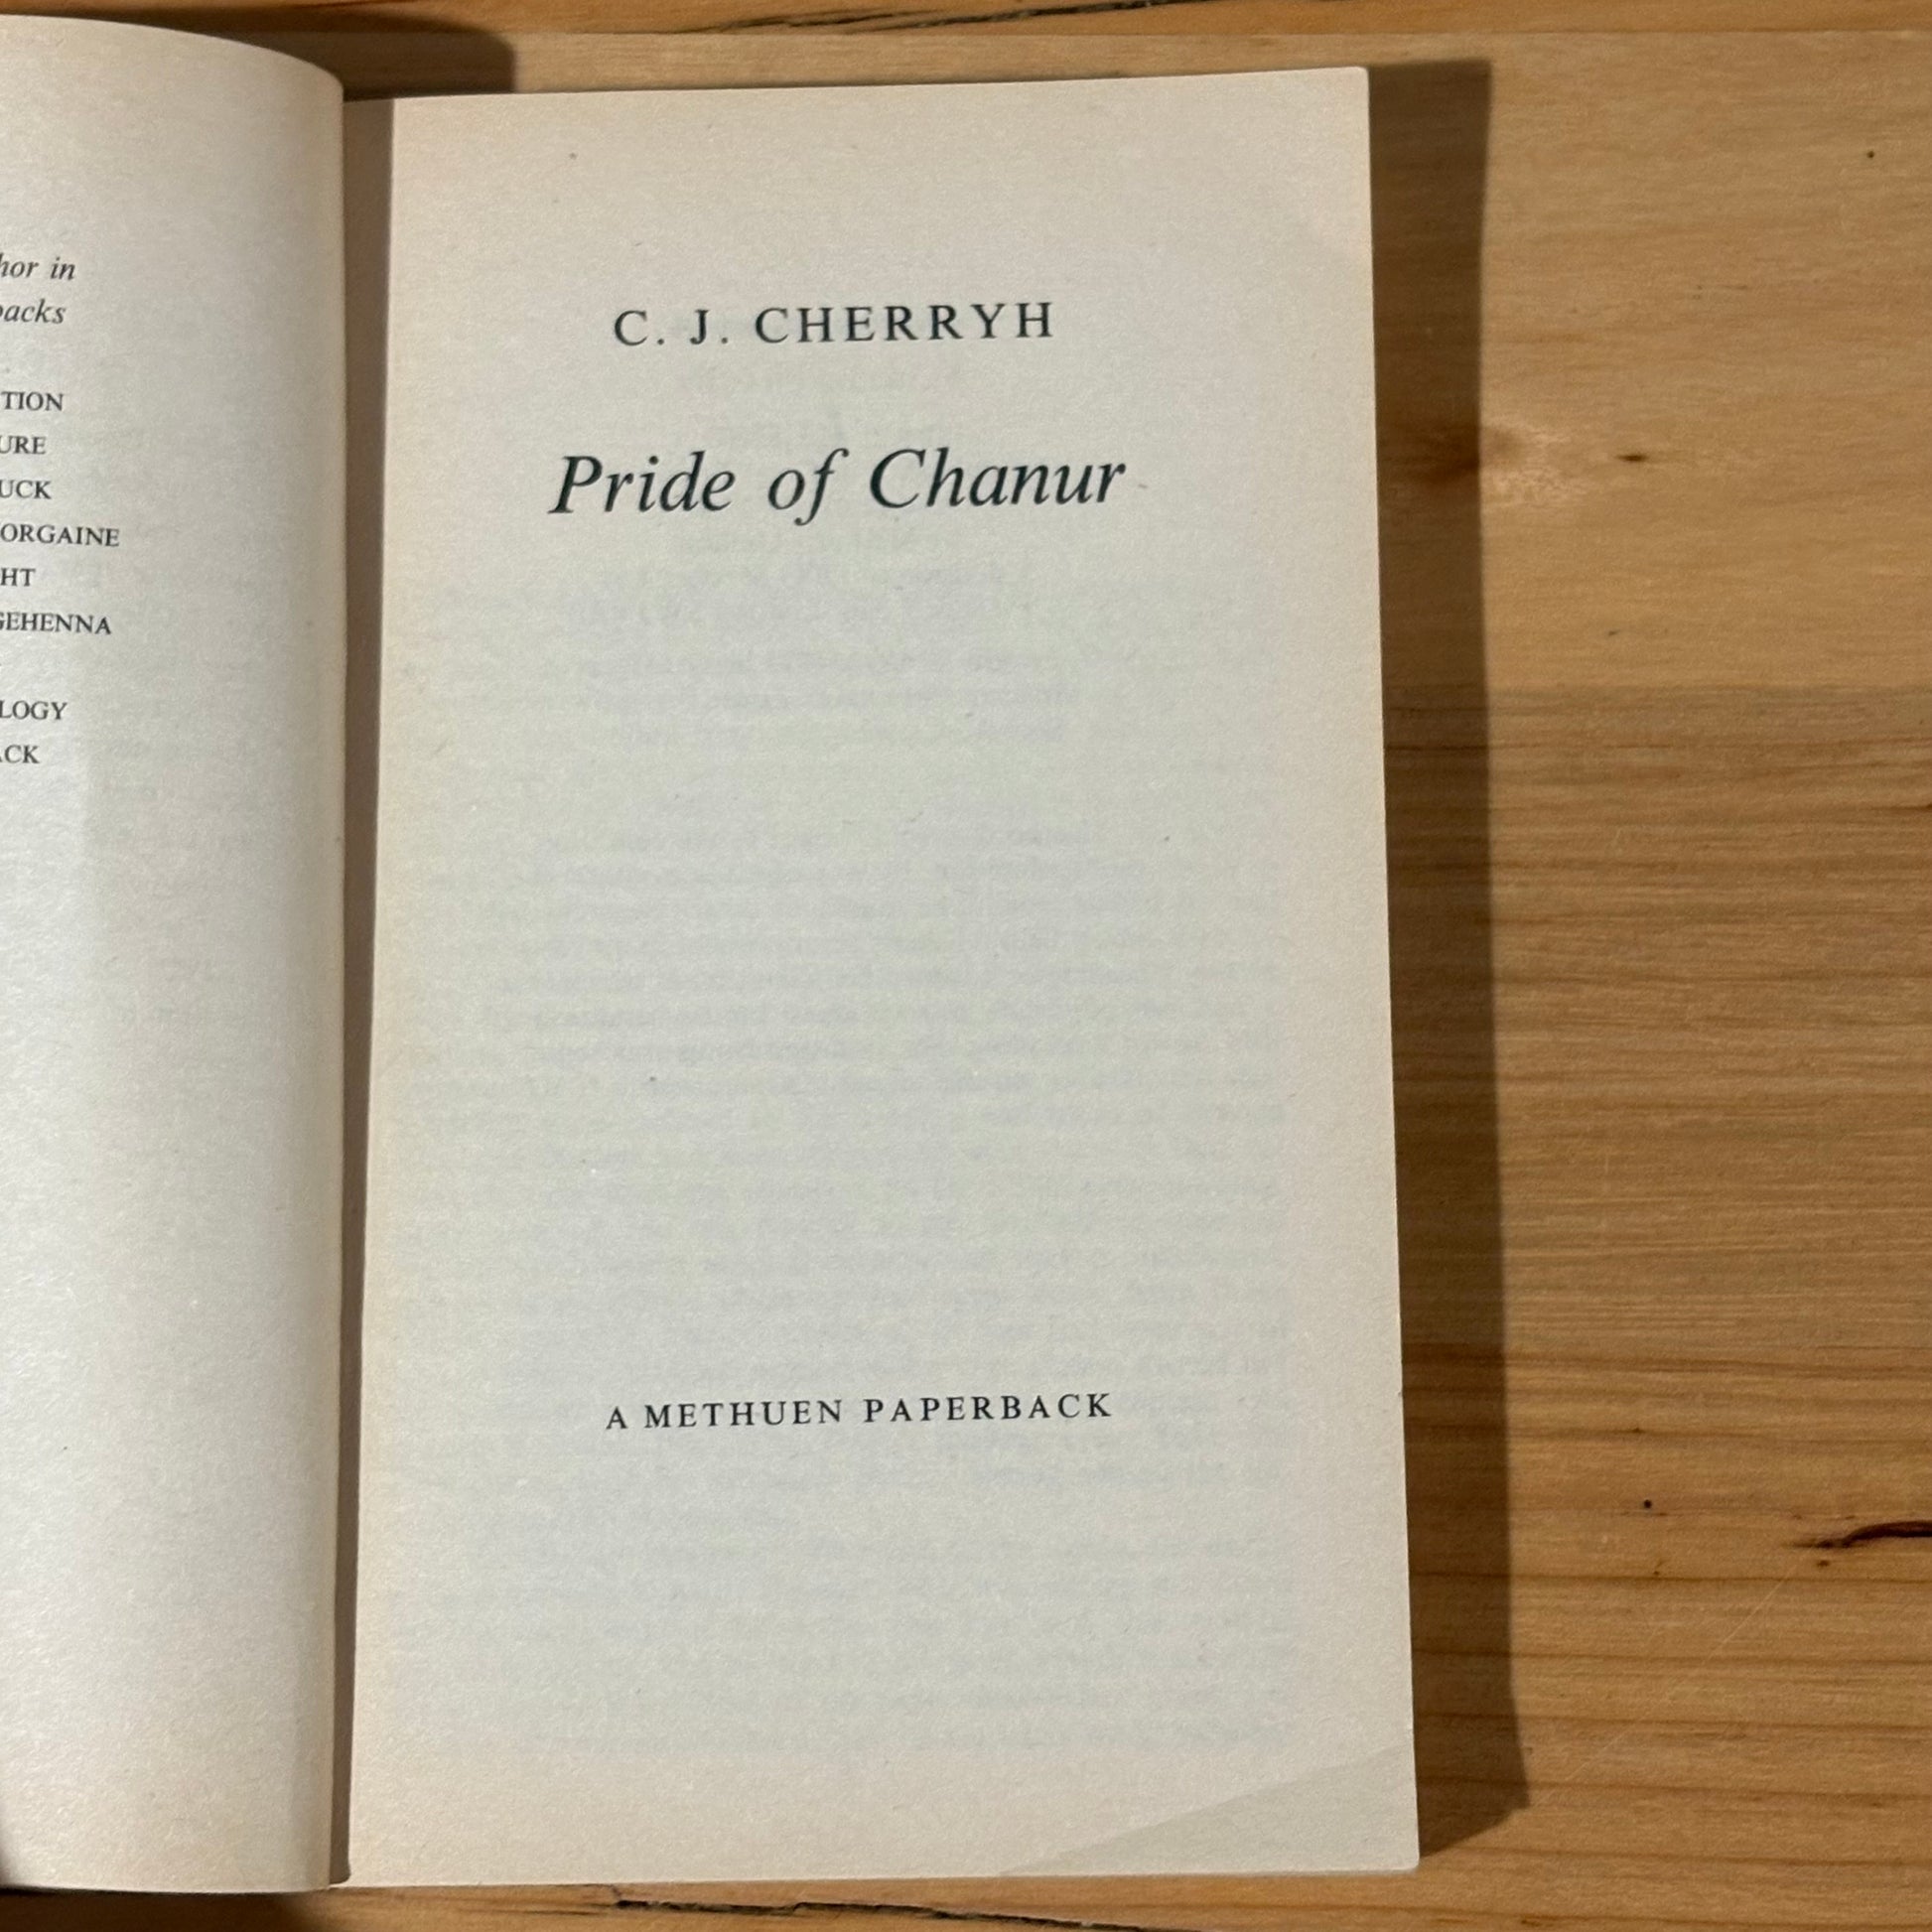 hor in
backs
TION
URE
UCK
ORGAINE
HT
GEHENNA
LOGY
ACK
C. J. CHERRYH
Pride of Chanur
A METHUEN PAPERBACK